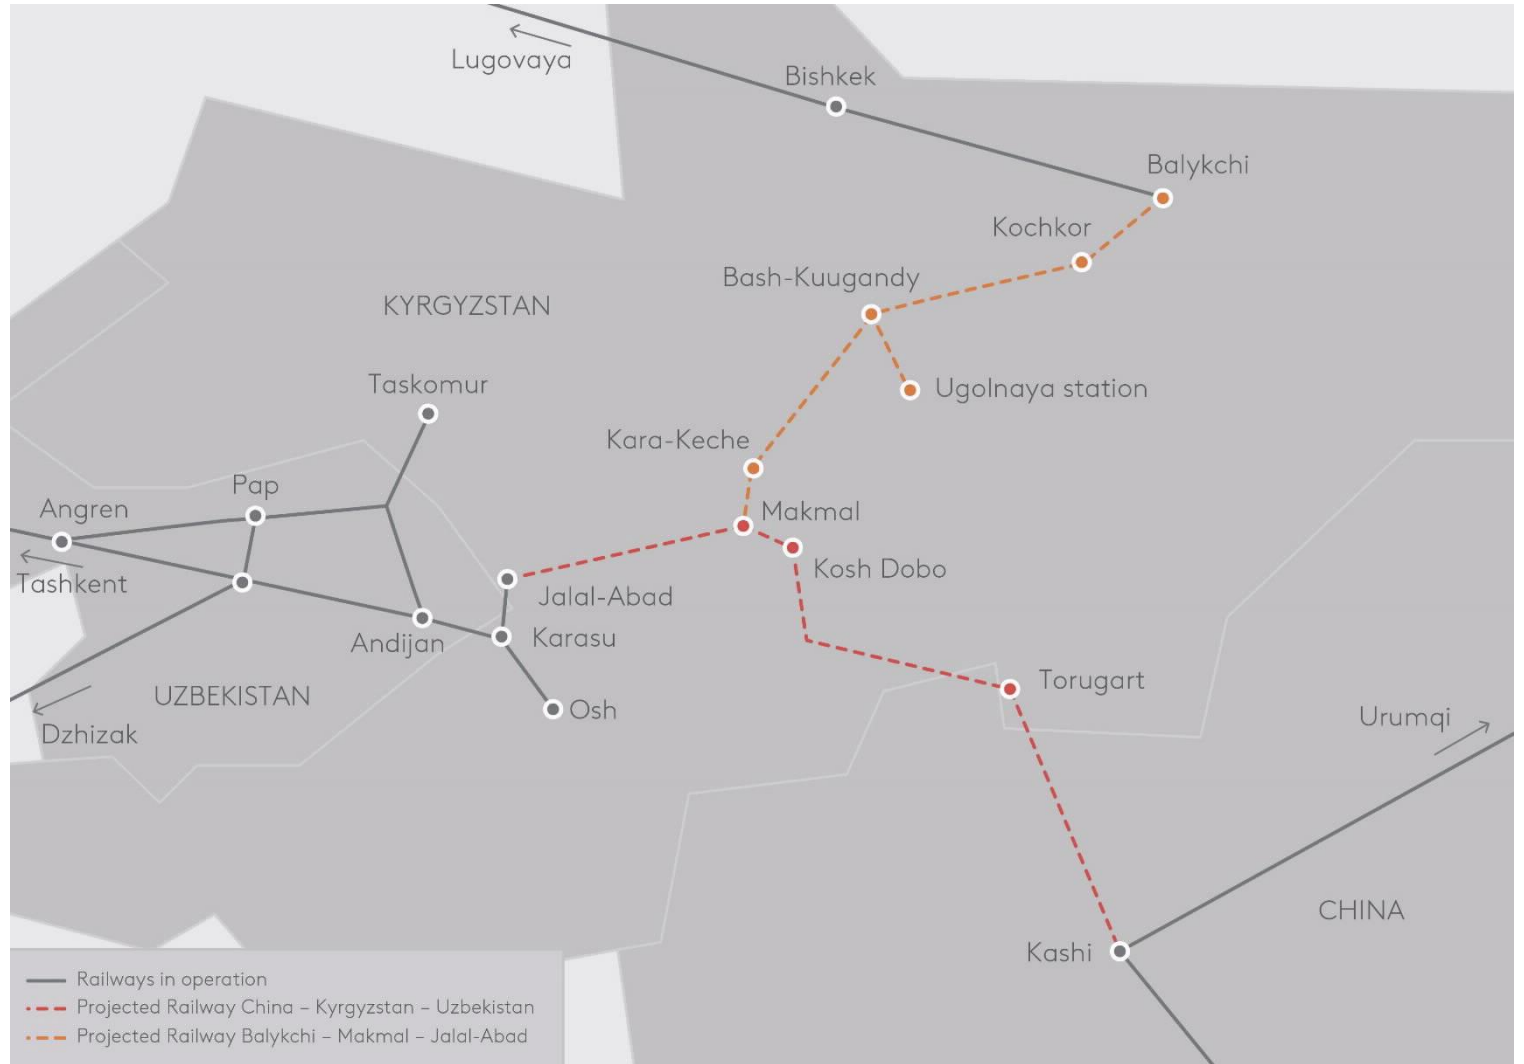 Lugovaya
Bishkek
Balykchi
Kochkor
Bash-Kuugandy
KYRGYZSTAN
Taskomur
Ugolnaya station
Kara-Keche
Pap
Angren
Makmal
Kosh Dobo
Tashkent
Jalal-Abad
Karasu
Andijan
Torugart
UZBEKISTAN
Osh
Urumqi
Dzhizak
CHINA
Kashi
Railways in operation
Projected Railway China – Kyrgyzstan – Uzbekistan
Projected Railway Balykchi – Makmal – Jalal-Abad